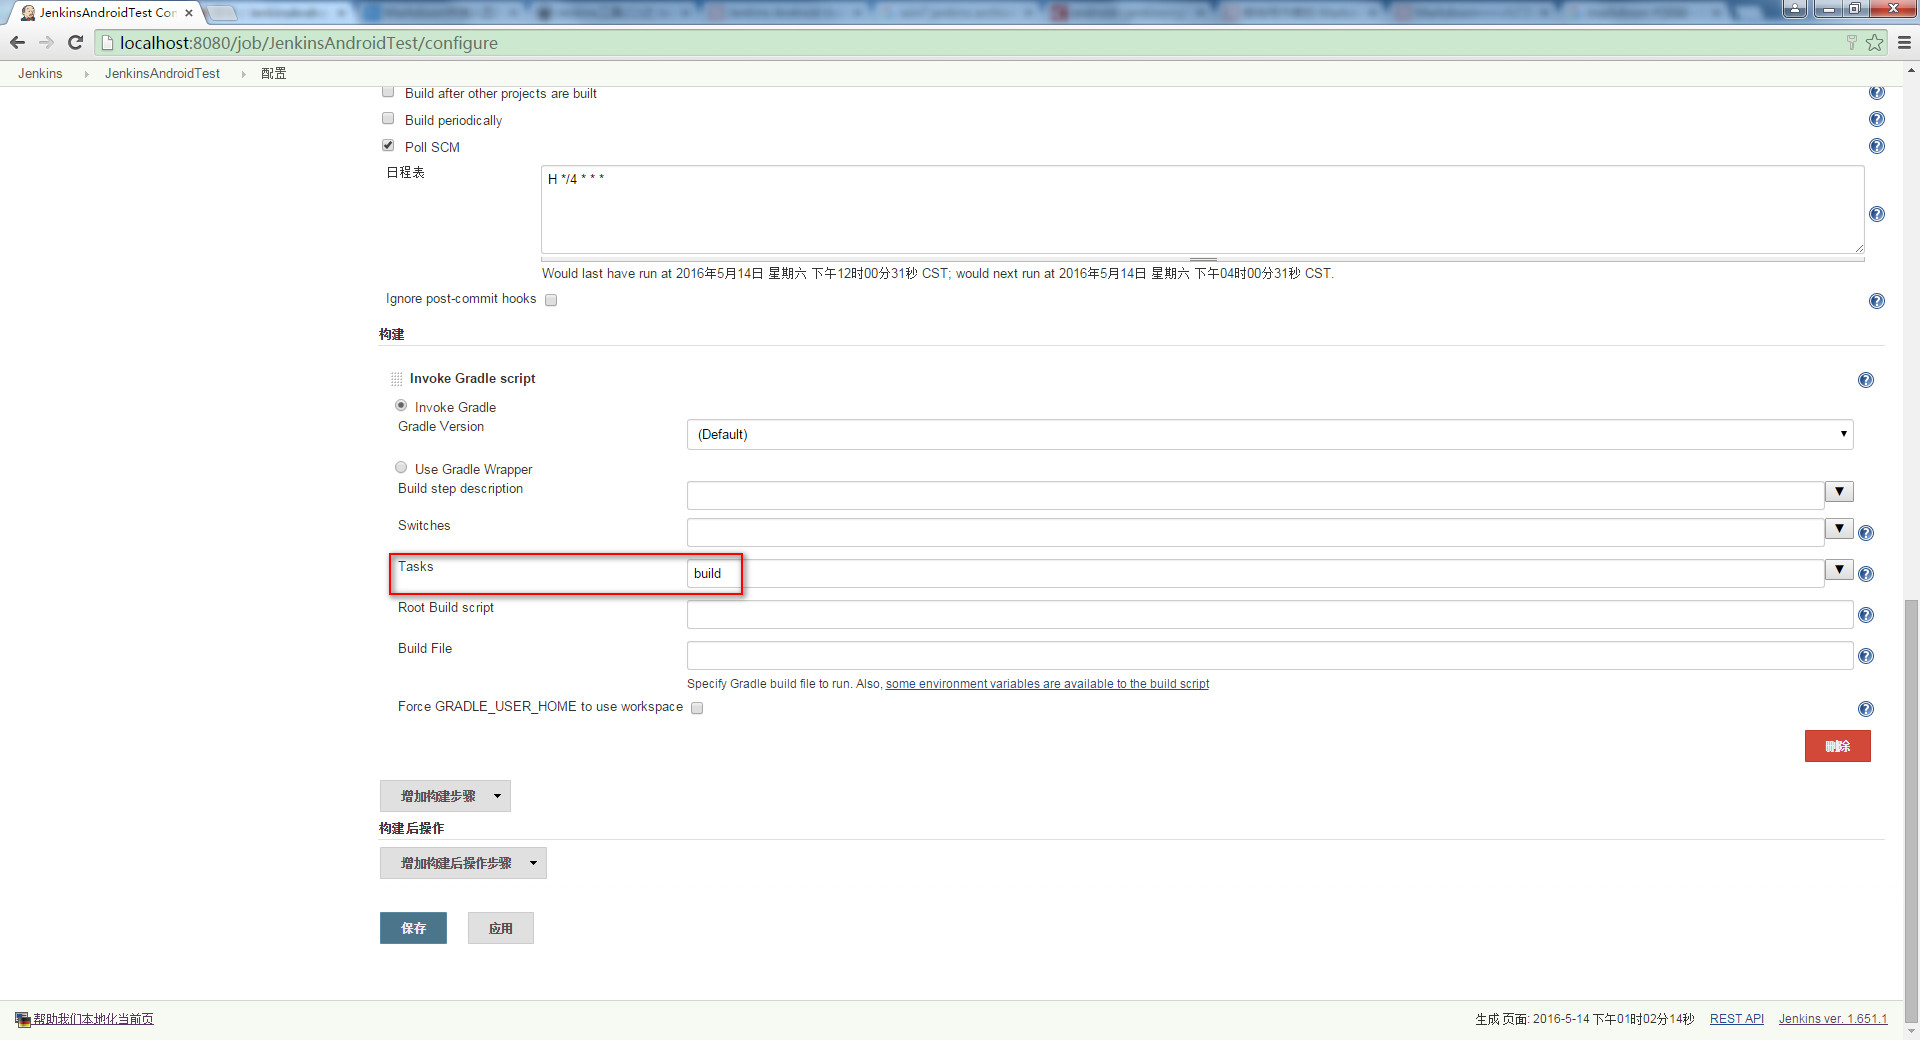 JenkinsAndroidTest Con
localhost:8080/job/JenkinsAndroidTest/configure
Jenkins JenkinsAndroidTest 配置
Build after other projects are built
Build periodically
Poll SCM
日程表
H */4 * * *
Would last have run at 2016年5月14日 星期六 下午12时00分31秒 CST; would next run at 2016年5月14日 星期六 下午04时00分31秒 CST.
Ignore post-commit hooks
构建
Invoke Gradle script
Invoke Gradle
Gradle Version
(Default)
Use Gradle Wrapper
Build step description
Switches
Tasks
build
Root Build script
Build File
Specify Gradle build file to run. Also, some environment variables are available to the build script
Force GRADLE_USER_HOME to use workspace
删除
增加构建步骤
构建后操作
增加构建后操作步骤
保存 应用
帮助我们本地化当前页
生成页面: 2016-5-14 下午01时02分14秒 REST API Jenkins ver. 1.651.1